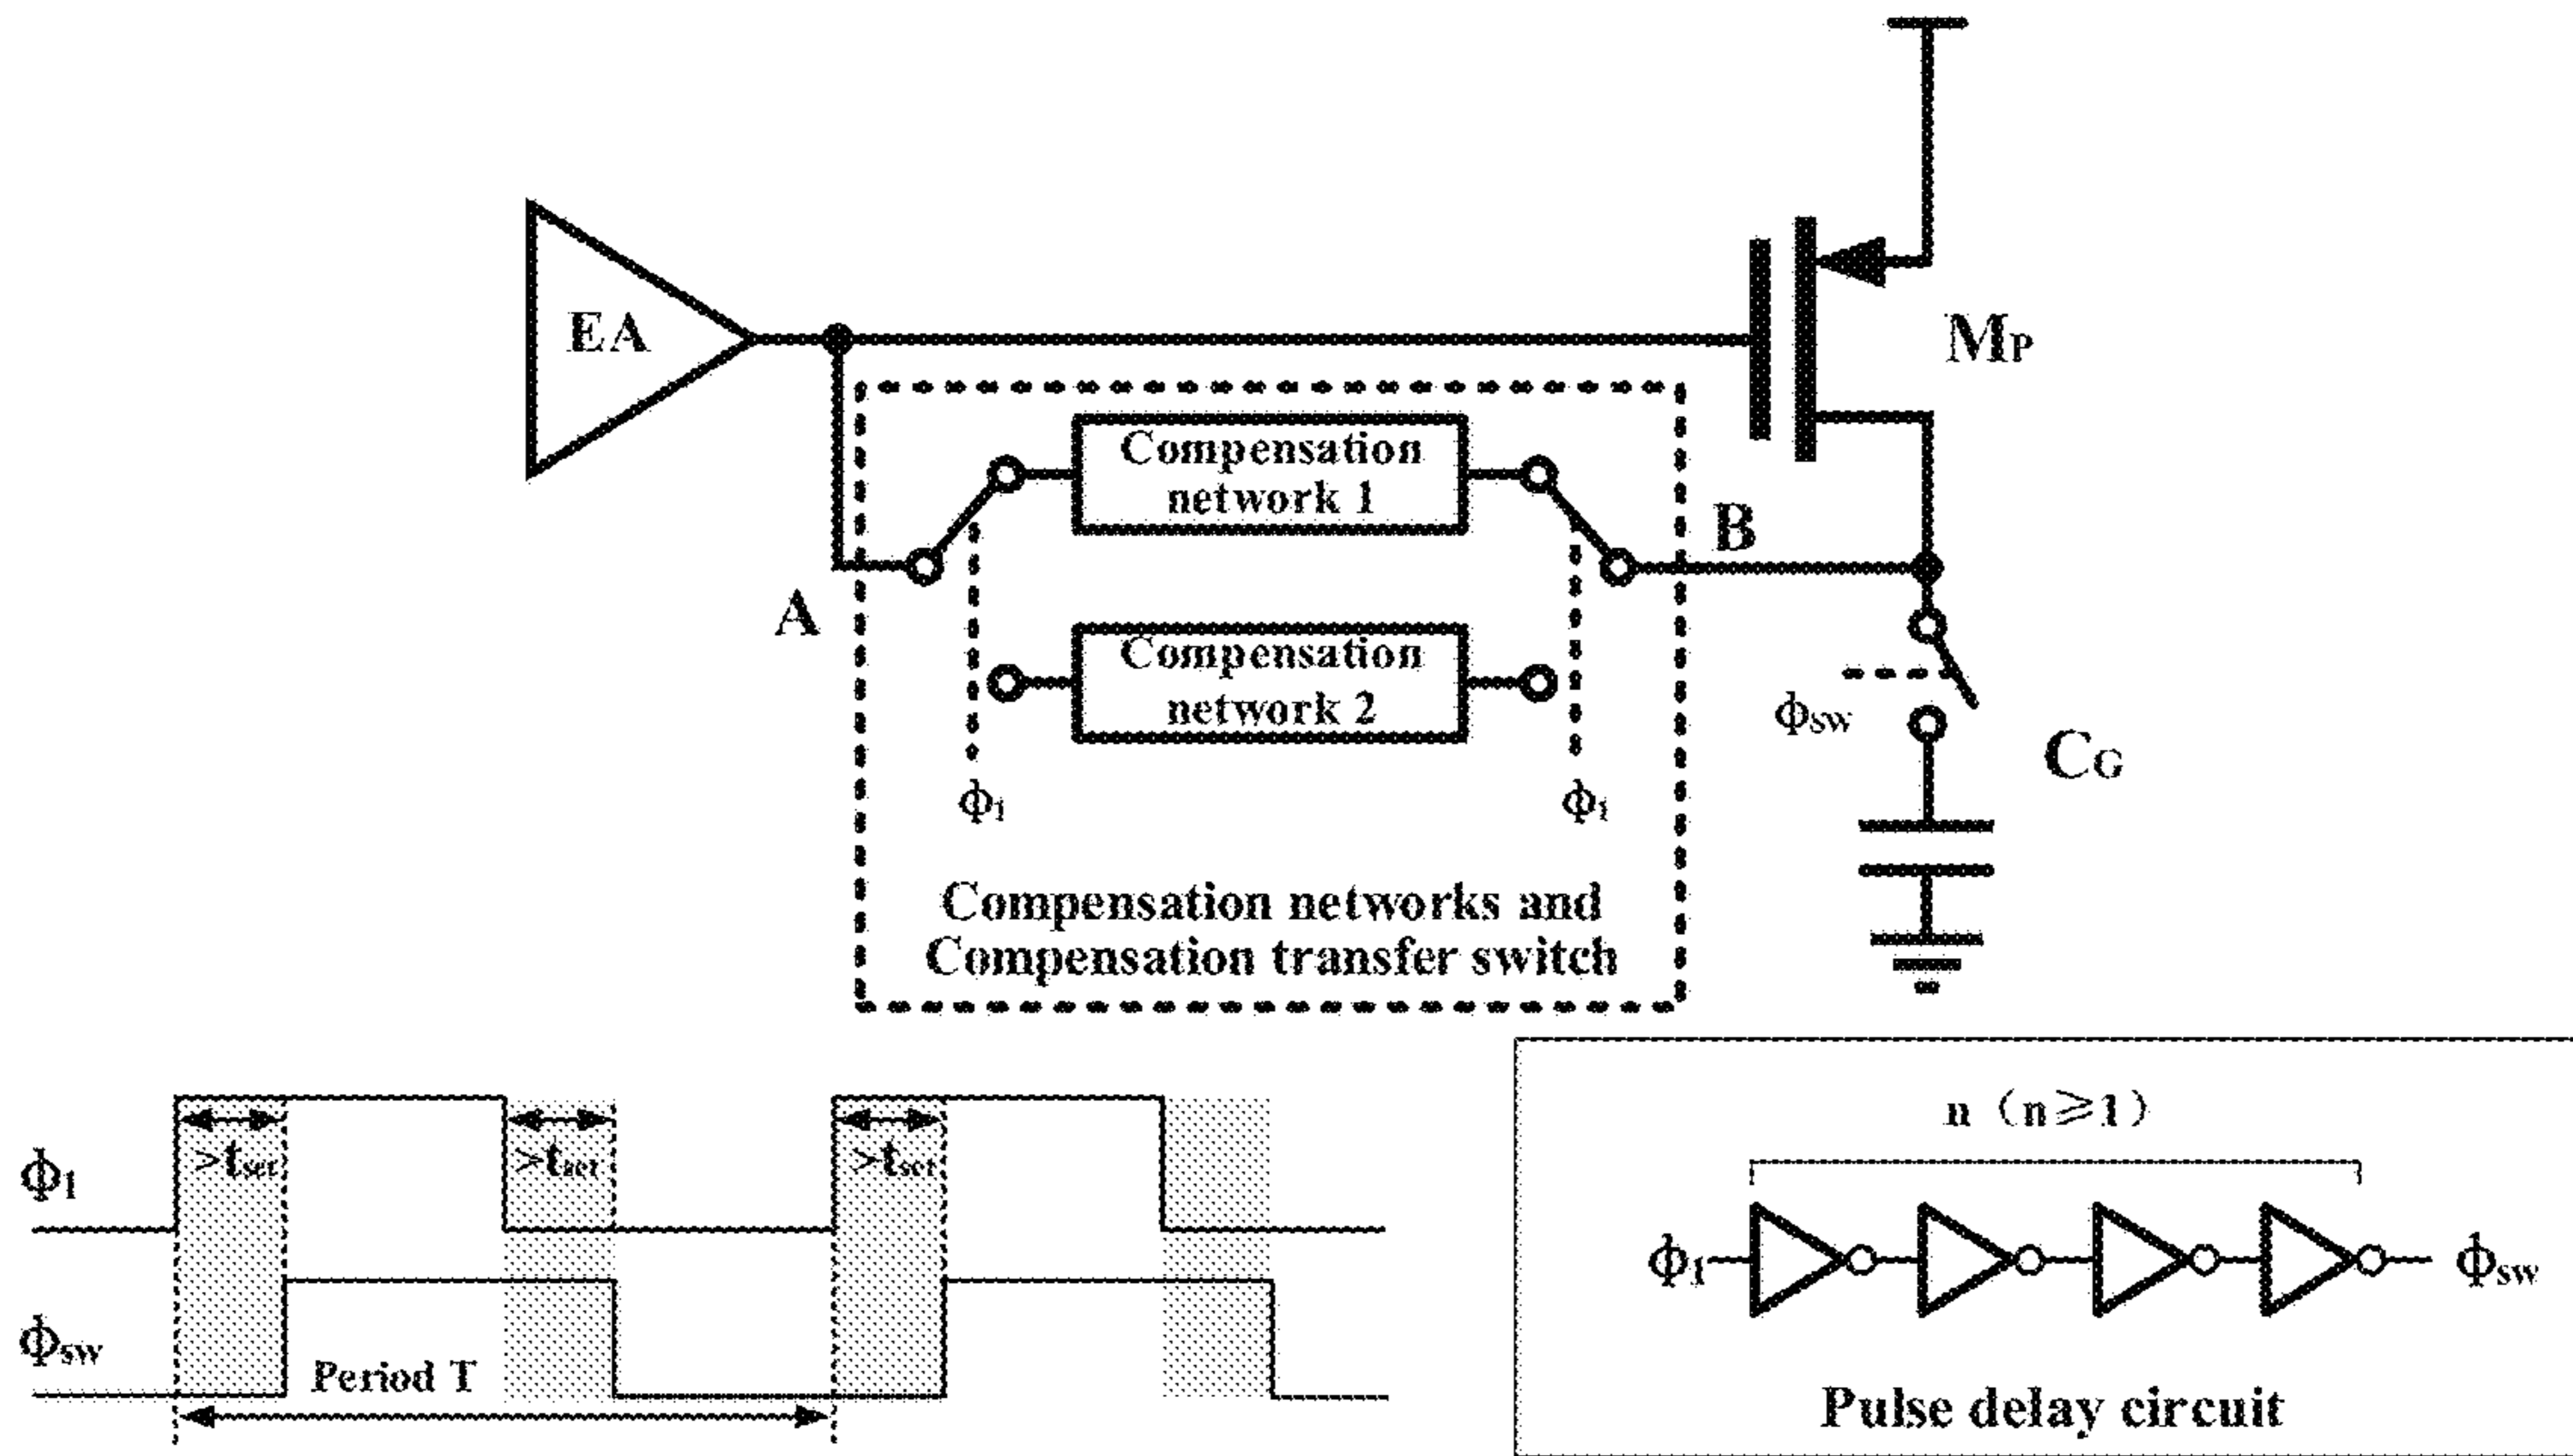 EA
MP
Compensation
network 1
B
A
Compensation
network 2
ϕsw
CG
ϕ1
ϕ1
Compensation networks and
Compensation transfer switch
>tset
>tset
>tset
ϕ1
ϕsw
Period T
n (n≥1)
ϕ1
ϕsw
Pulse delay circuit